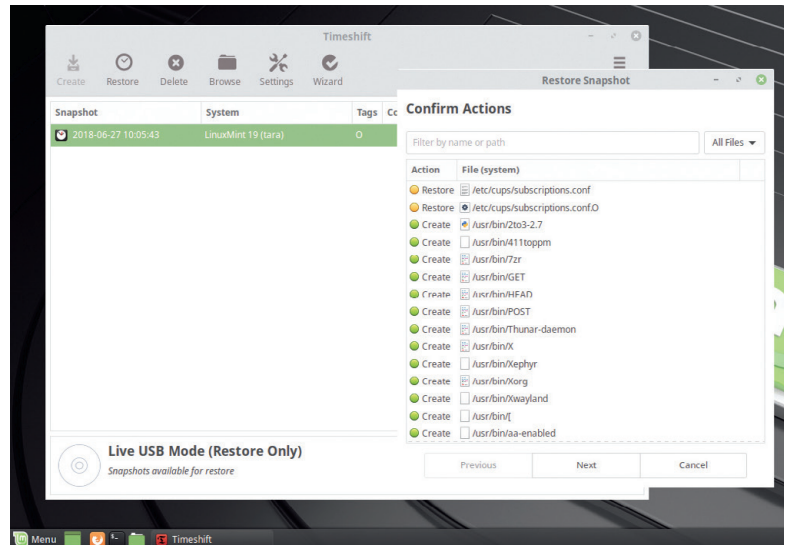 Timeshift
Create Restore Delete Browse Settings Wizard
Snapshot System Tags Co
2018-06-27 10:05:43 LinuxMint 19 (tara) O
Live USB Mode (Restore Only)
Snapshots available for restore
Restore Snapshot
Confirm Actions
Filter by name or path All Files
Action File (system)
Restore /etc/cups/subscriptions.conf
Restore /etc/cups/subscriptions.conf.O
Create /usr/bin/2to3-2.7
Create /usr/bin/411toppm
Create /usr/bin/7zr
Create /usr/bin/GET
Create /usr/bin/HEAD
Create /usr/bin/POST
Create /usr/bin/Thunar-daemon
Create /usr/bin/X
Create /usr/bin/Xephyr
Create /usr/bin/Xorg
Create /usr/bin/Xwayland
Create /usr/bin/[
Create /usr/bin/aa-enabled
Previous Next Cancel
Menu Timeshift